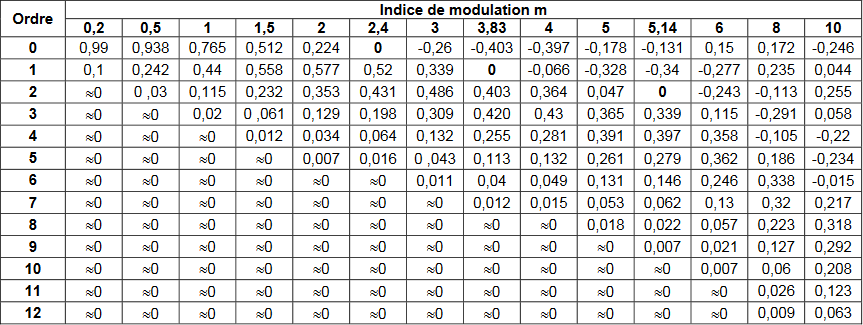 Ordre Indice de modulation m
0,2 0,5 1 1,5 2 2,4 3 3,83 4 5 5,14 6 8 10
0 0,99 0,938 0,765 0,512 0,224 0 -0,26 -0,403 -0,397 -0,178 -0,131 0,15 0,172 -0,246
1 0,1 0,242 0,44 0,558 0,577 0,52 0,339 0 -0,066 -0,328 -0,34 -0,277 0,235 0,044
2 ≈0 0 ,03 0,115 0,232 0,353 0,431 0,486 0,403 0,364 0,047 0 -0,243 -0,113 0,255
3 ≈0 ≈0 0,02 0 ,061 0,129 0,198 0,309 0,420 0,43 0,365 0,339 0,115 -0,291 0,058
4 ≈0 ≈0 ≈0 0,012 0,034 0,064 0,132 0,255 0,281 0,391 0,397 0,358 -0,105 -0,22
5 ≈0 ≈0 ≈0 ≈0 0,007 0,016 0 ,043 0,113 0,132 0,261 0,279 0,362 0,186 -0,234
6 ≈0 ≈0 ≈0 ≈0 ≈0 ≈0 0,011 0,04 0,049 0,131 0,146 0,246 0,338 -0,015
7 ≈0 ≈0 ≈0 ≈0 ≈0 ≈0 ≈0 0,012 0,015 0,053 0,062 0,13 0,32 0,217
8 ≈0 ≈0 ≈0 ≈0 ≈0 ≈0 ≈0 ≈0 ≈0 0,018 0,022 0,057 0,223 0,318
9 ≈0 ≈0 ≈0 ≈0 ≈0 ≈0 ≈0 ≈0 ≈0 ≈0 0,007 0,021 0,127 0,292
10 ≈0 ≈0 ≈0 ≈0 ≈0 ≈0 ≈0 ≈0 ≈0 ≈0 ≈0 0,007 0,06 0,208
11 ≈0 ≈0 ≈0 ≈0 ≈0 ≈0 ≈0 ≈0 ≈0 ≈0 ≈0 ≈0 0,026 0,123
12 ≈0 ≈0 ≈0 ≈0 ≈0 ≈0 ≈0 ≈0 ≈0 ≈0 ≈0 ≈0 0,009 0,063